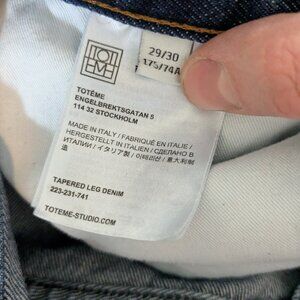 TOTEME
29/30
175/74A
TOTÊME
ENGELBREKTSGATAN 5
114 32 STOCKHOLM
MADE IN ITALY / FABRIQUÉ EN ITALIE /
HERGESTELLT IN ITALIEN / СДЕЛАНО В
ИТАЛИИ / イタリア製 / 이태리산 / 意大利制
造
TAPERED LEG DENIM
223-231-741
TOTEME-STUDIO.COM